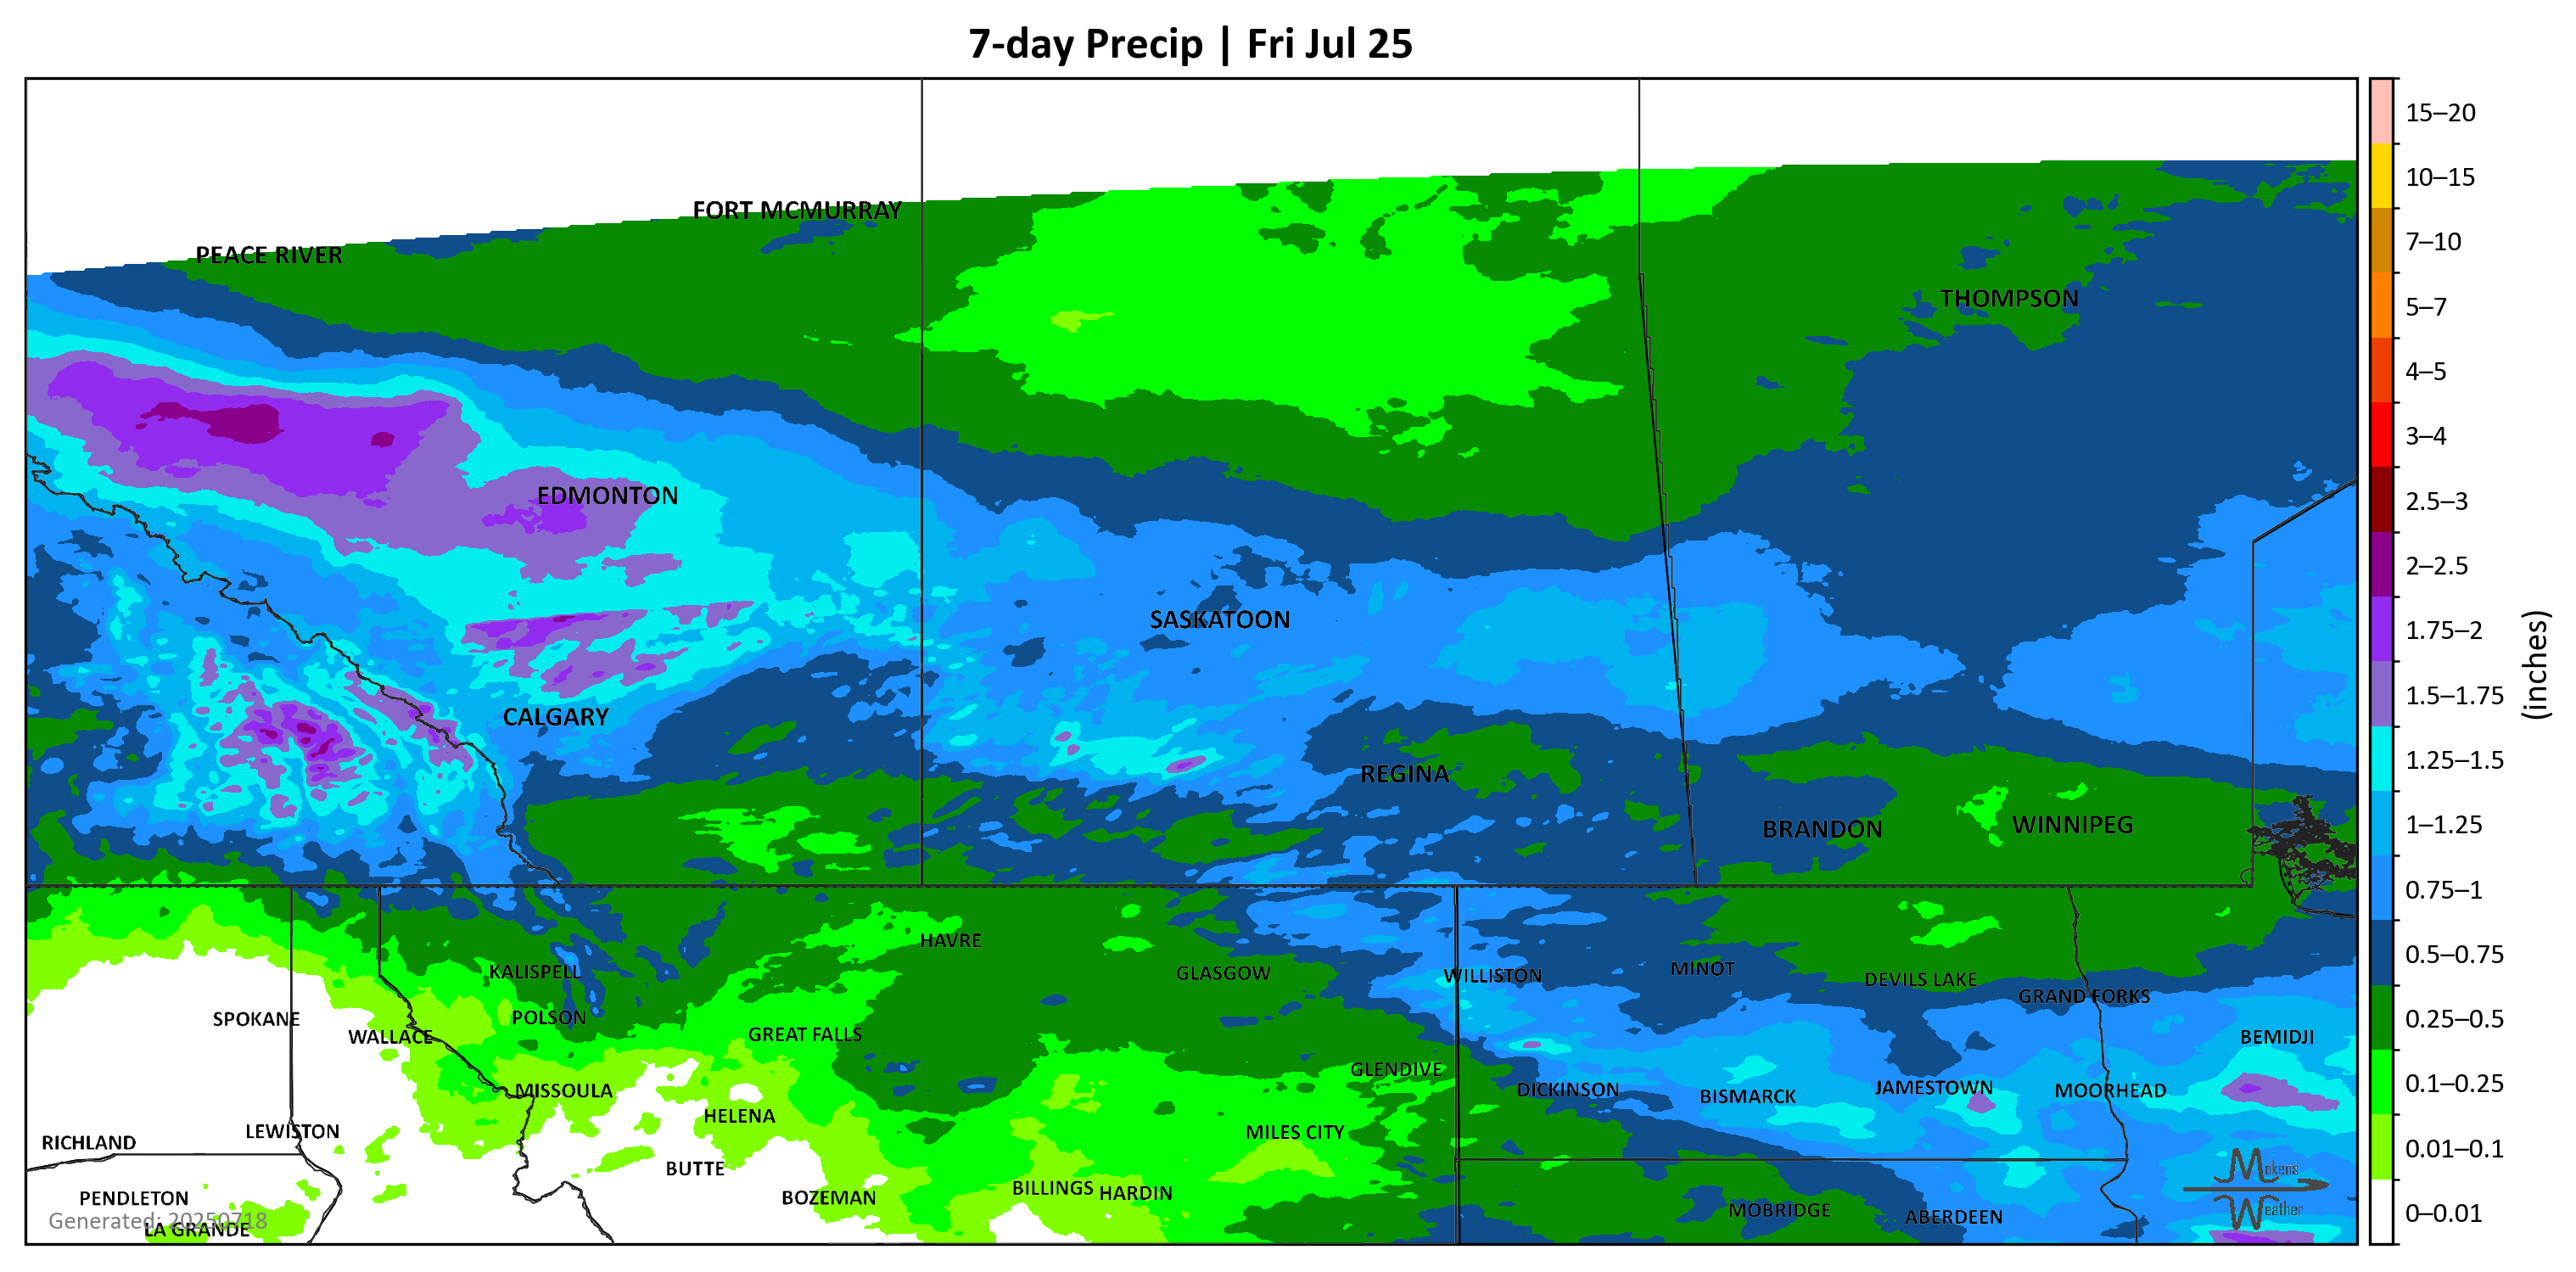 7-day Precip | Fri Jul 25
15–20
10–15
7–10
5–7
4–5
3–4
2.5–3
2–2.5
1.75–2
1.5–1.75
1.25–1.5
1–1.25
0.75–1
0.5–0.75
0.25–0.5
0.1–0.25
0.01–0.1
0–0.01
(inches)
FORT MCMURRAY
PEACE RIVER
THOMPSON
EDMONTON
SASKATOON
CALGARY
REGINA
BRANDON
WINNIPEG
HAVRE
KALISPELL
GLASGOW
WILLISTON
MINOT
DEVILS LAKE
GRAND FORKS
SPOKANE
POLSON
WALLACE
GREAT FALLS
BEMIDJI
GLENDIVE
MISSOULA
DICKINSON
BISMARCK
JAMESTOWN
MOORHEAD
HELENA
RICHLAND
LEWISTON
MILES CITY
BUTTE
PENDLETON
BOZEMAN
BILLINGS
HARDIN
MOBRIDGE
ABERDEEN
Generated: 20250718
LA GRANDE
Makens
Weather